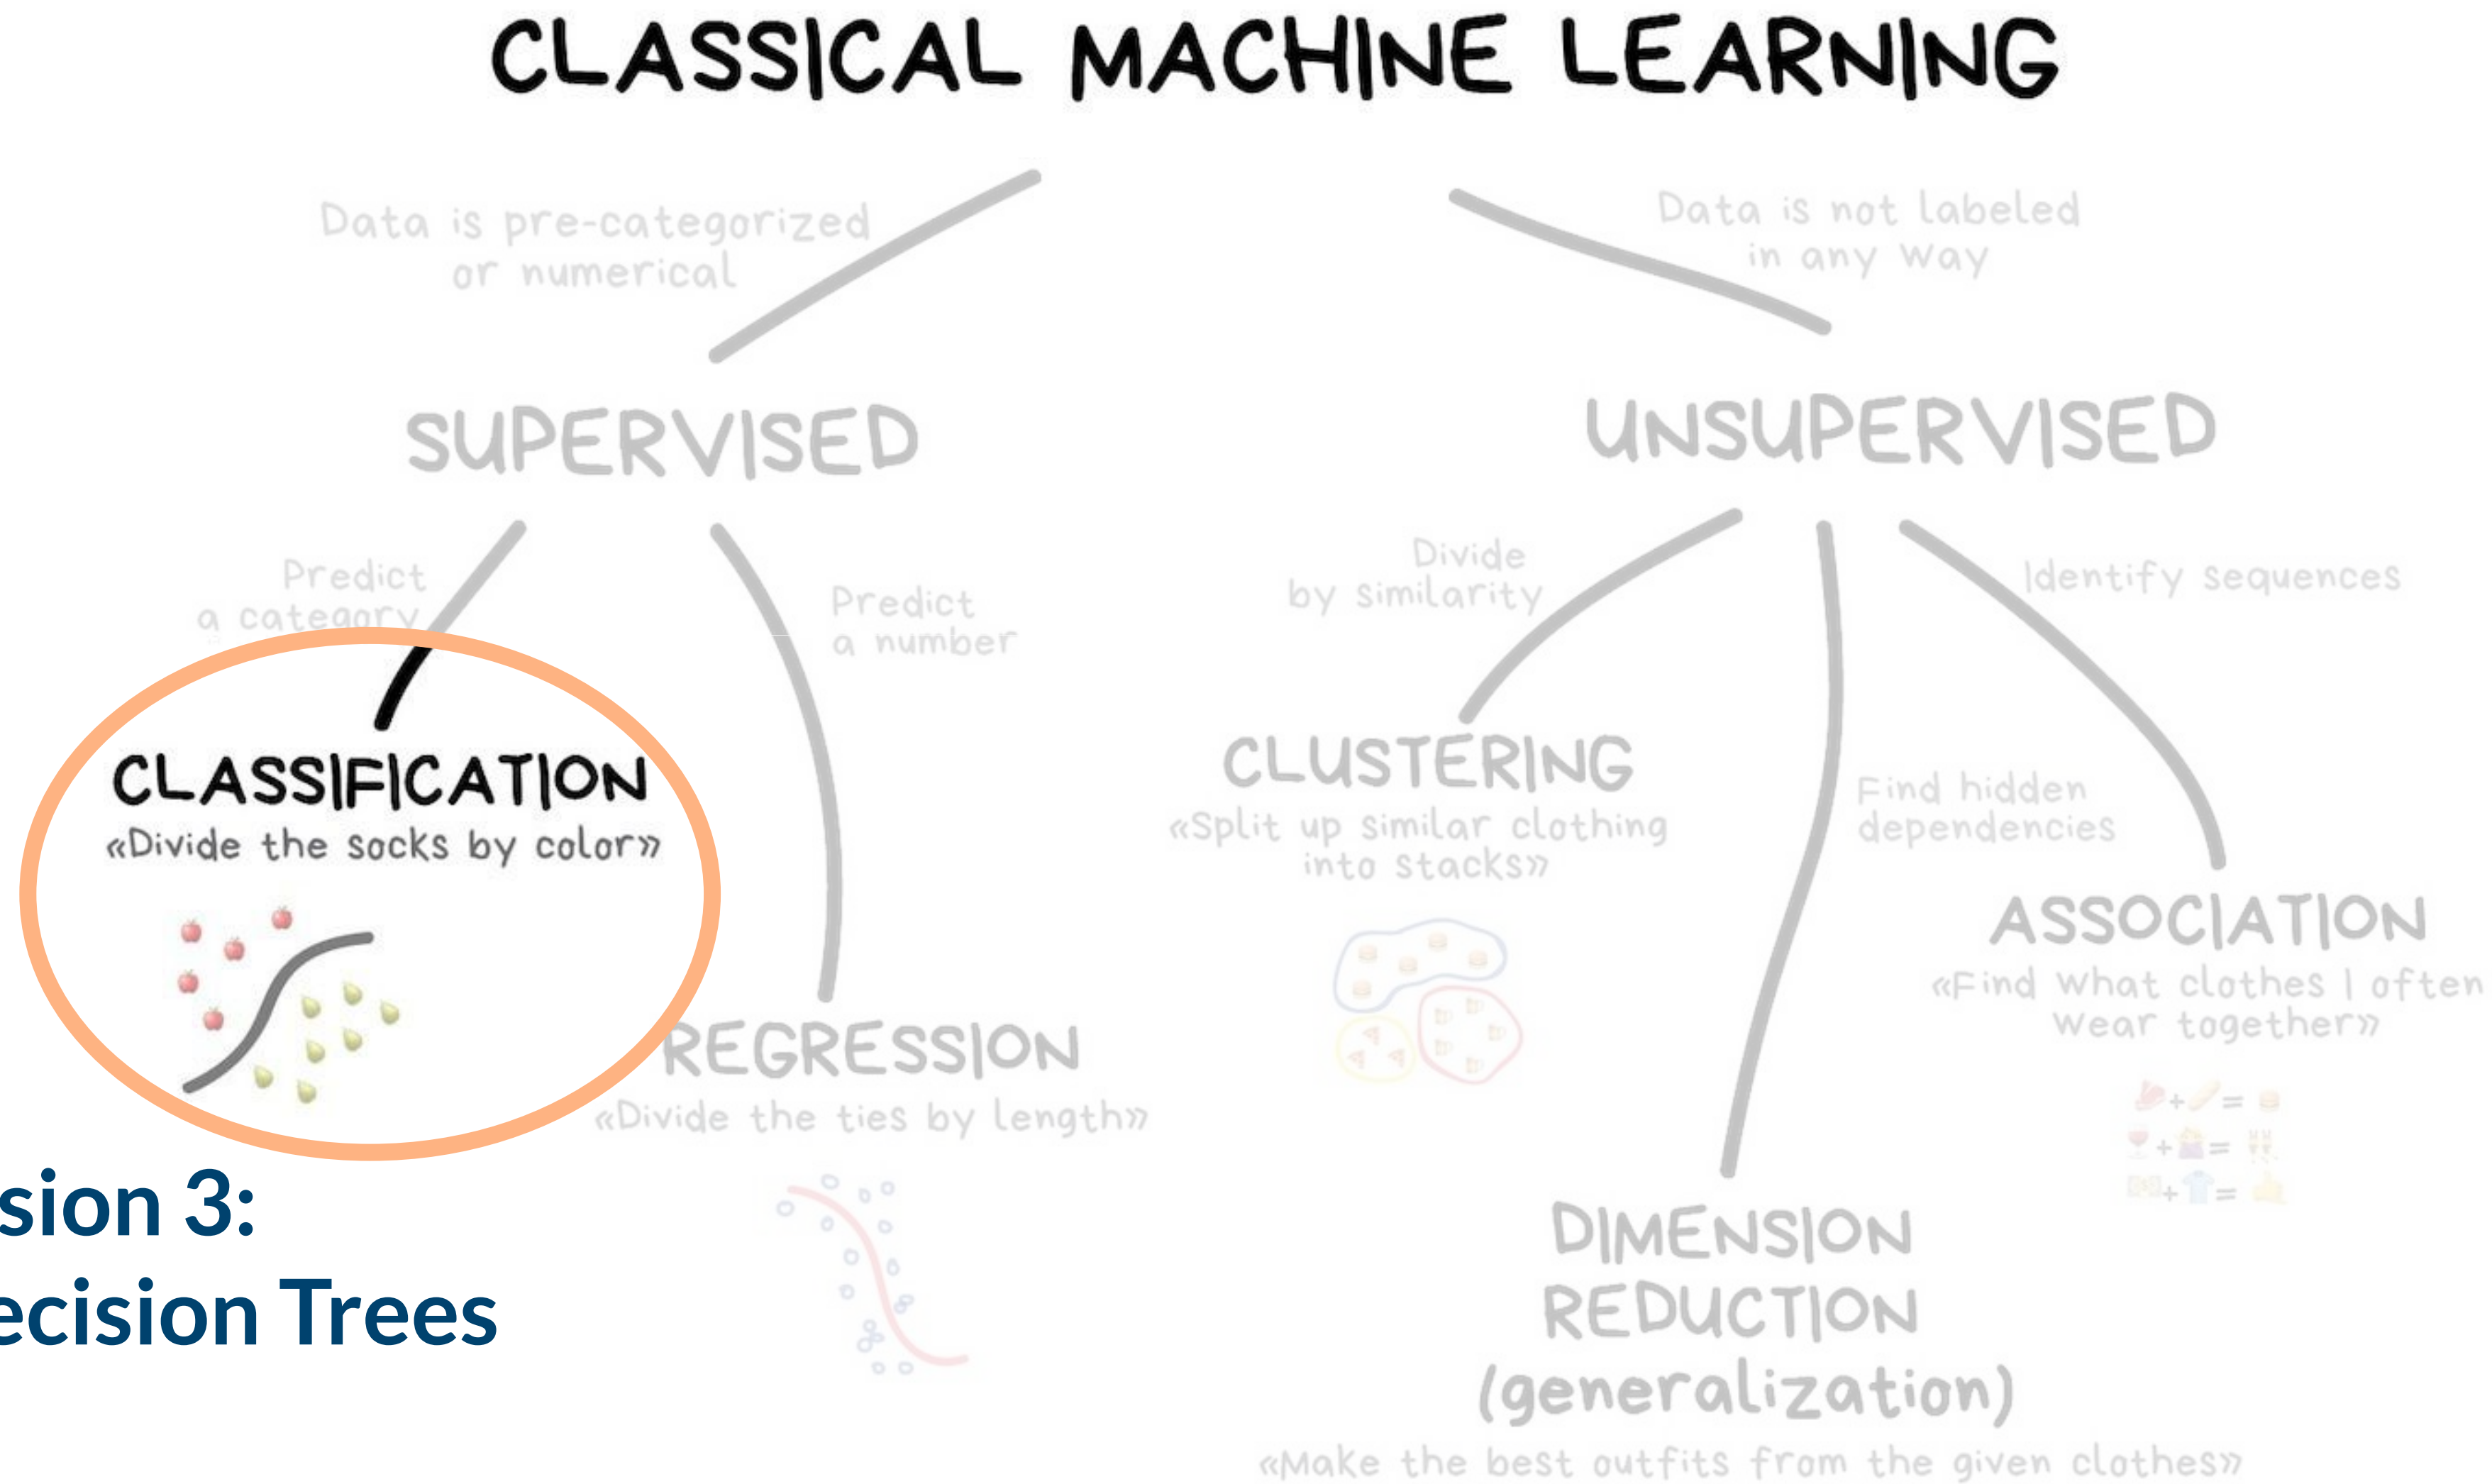 CLASSICAL MACHINE LEARNING
Data is pre-categorized
or numerical
Data is not labeled
in any way
SUPERVISED
UNSUPERVISED
Predict
a category
Predict
a number
Divide
by similarity
Identify sequences
CLASSIFICATION
«Divide the socks by color»
CLUSTERING
«Split up similar clothing
into stacks»
Find hidden
dependencies
ASSOCIATION
«Find what clothes I often
wear together»
REGRESSION
«Divide the ties by length»
sion 3:
ecision Trees
DIMENSION
REDUCTION
(generalization)
«Make the best outfits from the given clothes»